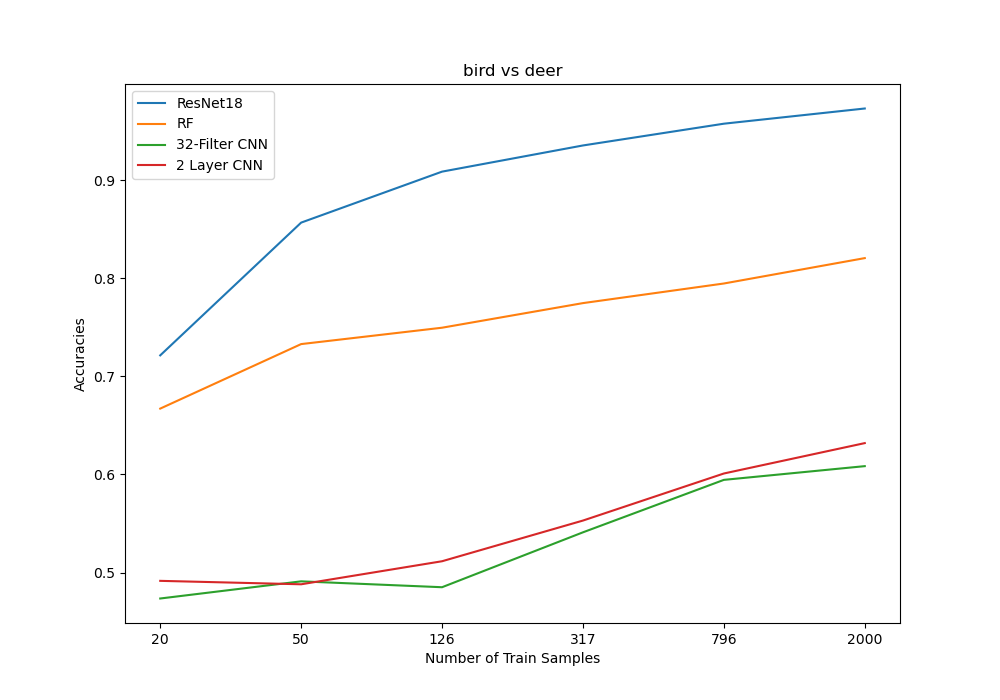 bird vs deer
ResNet18
RF
32-Filter CNN
2 Layer CNN
Accuracies
0.9
0.8
0.7
0.6
0.5
20 50 126 317 796 2000
Number of Train Samples